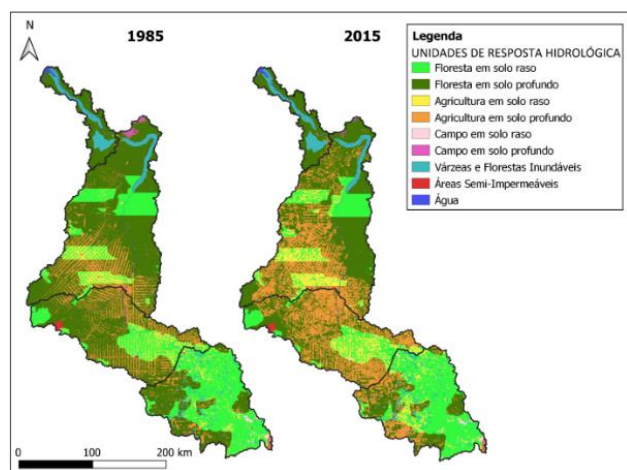 N
1985
2015
Legenda
UNIDADES DE RESPOSTA HIDROLÓGICA
Floresta em solo raso
Floresta em solo profundo
Agricultura em solo raso
Agricultura em solo profundo
Campo em solo raso
Campo em solo profundo
Várzeas e Florestas Inundáveis
Áreas Semi-Impermeáveis
Água
0 100 200 km